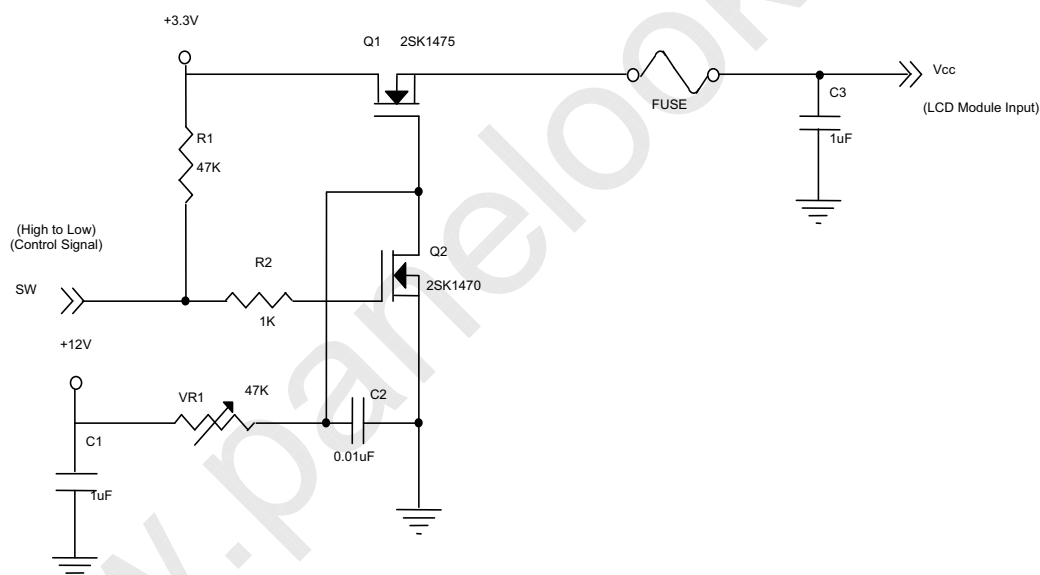 +3.3V
Q1 2SK1475
Vcc
C3
FUSE
(LCD Module Input)
R1
47K
1uF
(High to Low)
(Control Signal)
Q2
R2
SW
2SK1470
1K
+12V
VR1 47K
C2
C1
0.01uF
1uF
w.panelook